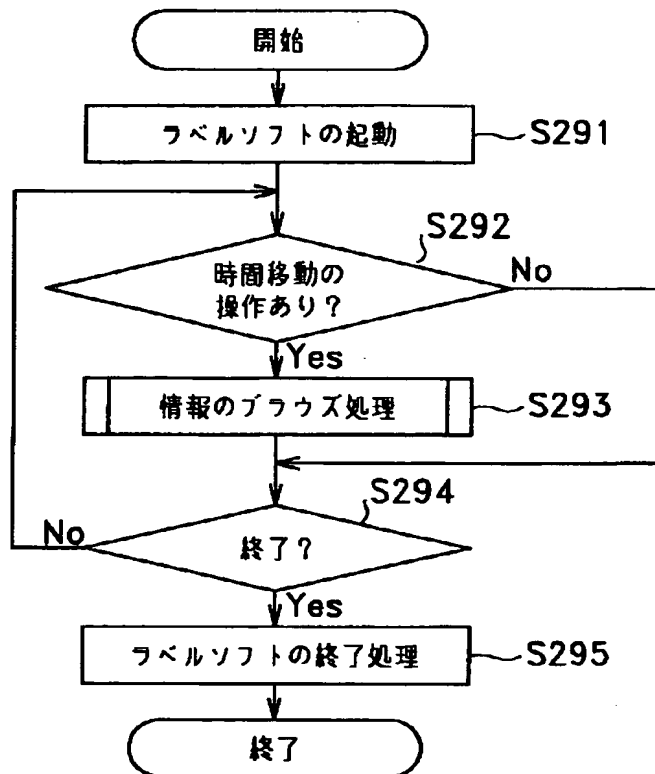 開始
ラベルソフトの起動
S291
S292
時間移動の
操作あり?
No
Yes
情報のブラウズ処理
S293
S294
No
終了?
Yes
ラベルソフトの終了処理
S295
終了